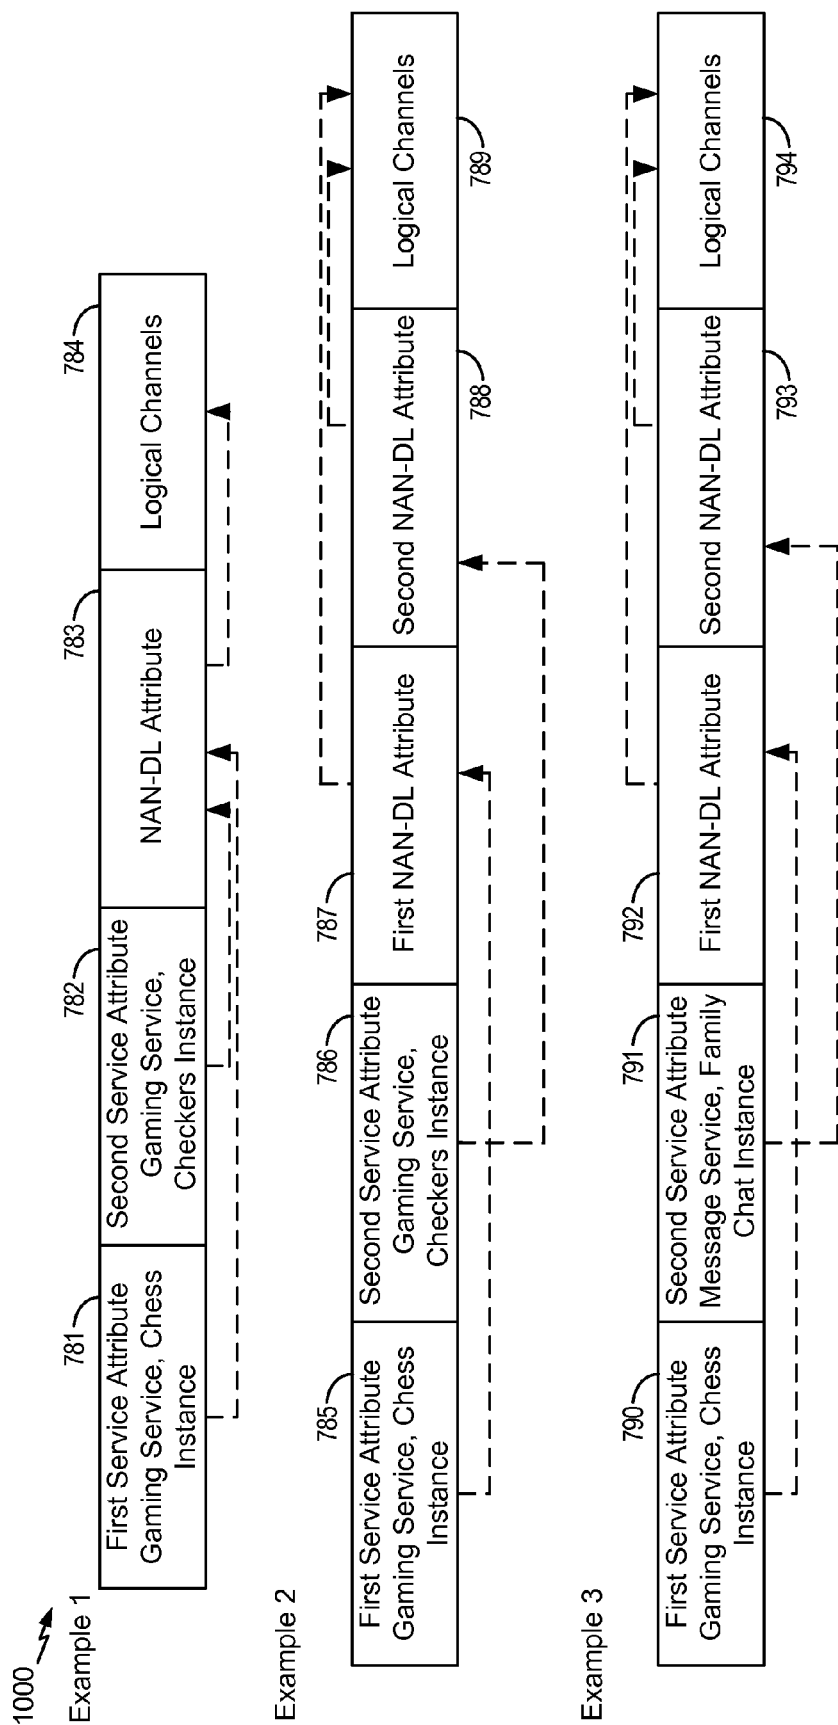 1000
Example 1
781
First Service Attribute
Gaming Service, Chess
Instance
782
Second Service Attribute
Gaming Service,
Checkers Instance
783
NAN-DL Attribute
784
Logical Channels
Example 2
785
First Service Attribute
Gaming Service, Chess
Instance
786
Second Service Attribute
Gaming Service,
Checkers Instance
787
First NAN-DL Attribute
788
Second NAN-DL Attribute
789
Logical Channels
Example 3
790
First Service Attribute
Gaming Service, Chess
Instance
791
Second Service Attribute
Message Service, Family
Chat Instance
792
First NAN-DL Attribute
793
Second NAN-DL Attribute
794
Logical Channels